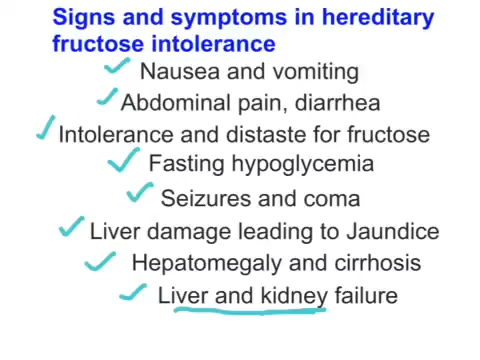 Signs and symptoms in hereditary
fructose intolerance
Nausea and vomiting
Abdominal pain, diarrhea
Intolerance and distaste for fructose
Fasting hypoglycemia
Seizures and coma
Liver damage leading to Jaundice
Hepatomegaly and cirrhosis
Liver and kidney failure